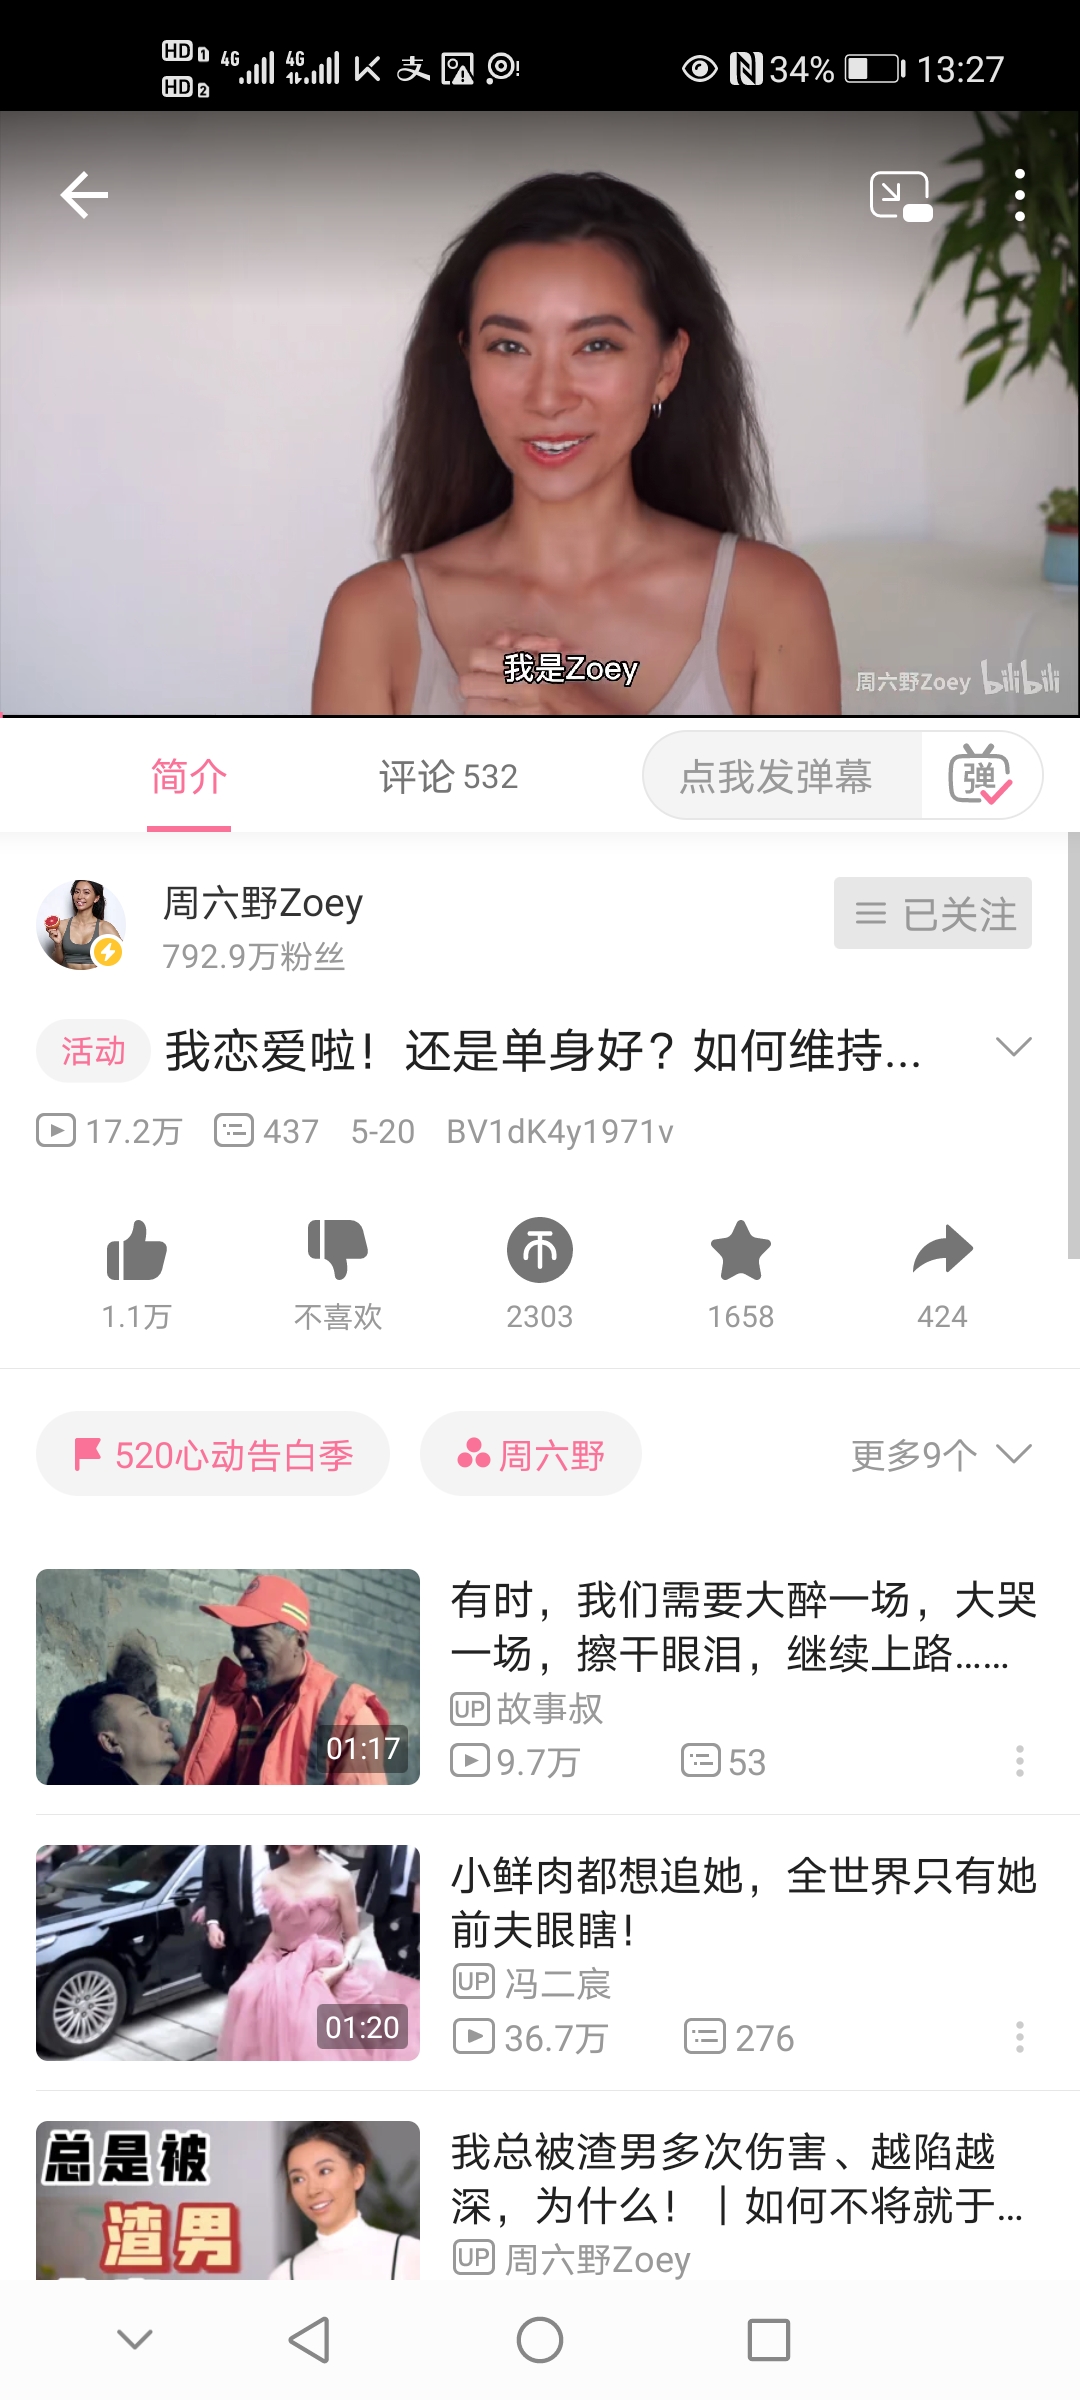 HD 1 4G 4G 34% 13:27
HD 2
我是Zoey
周六野Zoey bilibili
简介 评论 532 点我发弹幕 弹
周六野Zoey
792.9万粉丝
已关注
活动 我恋爱啦！还是单身好？如何维持...
17.2万 437 5-20 BV1dK4y1971v
1.1万 不喜欢 2303 1658 424
520心动告白季 周六野 更多9个
有时，我们需要大醉一场，大哭
一场，擦干眼泪，继续上路……
UP 故事叔
01:17
9.7万 53
小鲜肉都想追她，全世界只有她
前夫眼瞎！
UP 冯二宸
01:20
36.7万 276
总是被
渣男
我总被渣男多次伤害、越陷越
深，为什么！｜如何不将就于...
UP 周六野Zoey